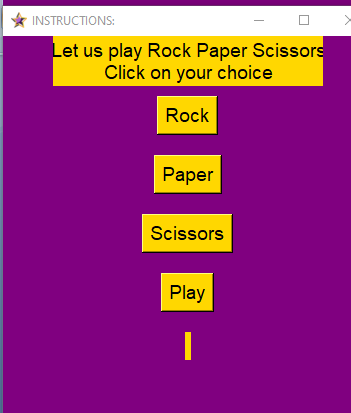 INSTRUCTIONS:
Let us play Rock Paper Scissors
Click on your choice
Rock
Paper
Scissors
Play